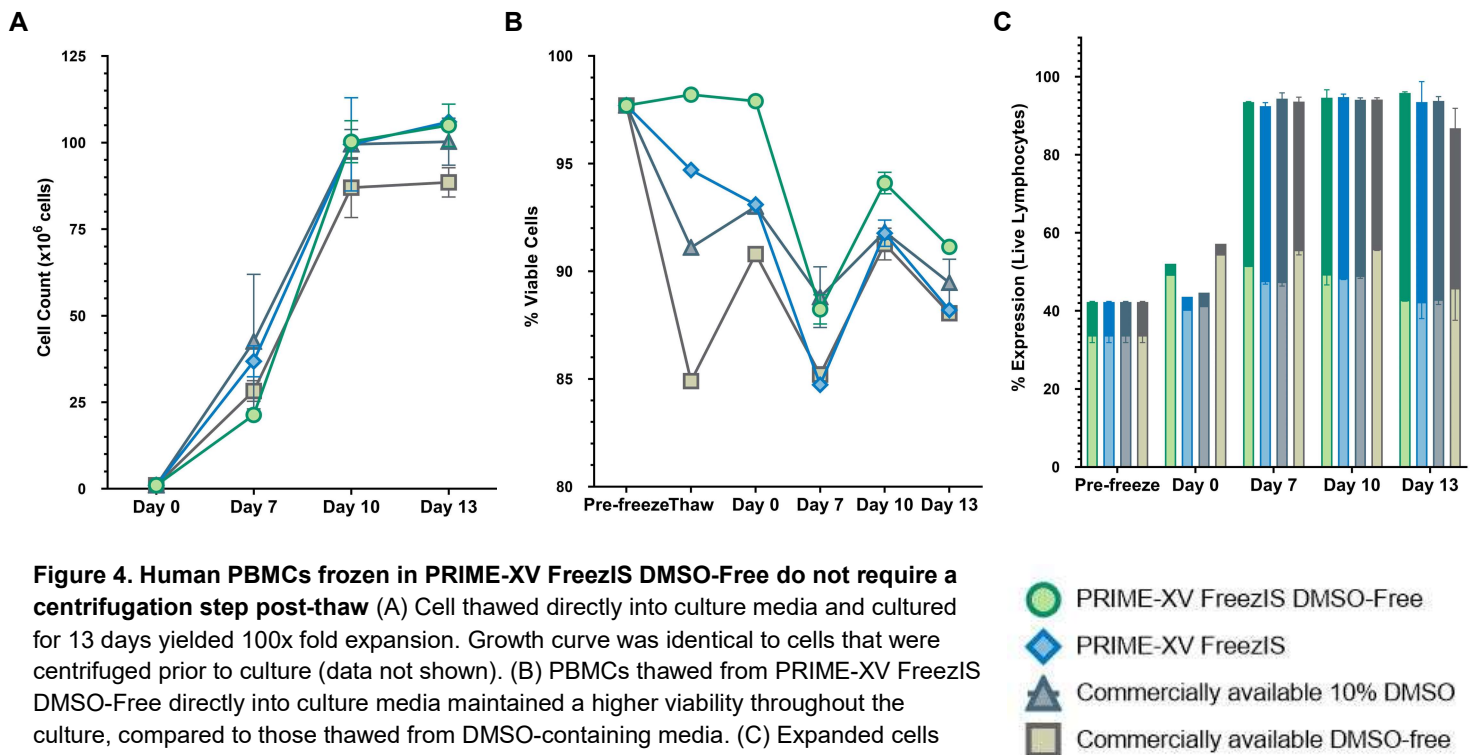 A
B
C
125
100
75
50
25
0
Cell Count (x10⁶ cells)
Day 0
Day 7
Day 10
Day 13
100
95
90
85
80
% Viable Cells
Pre-freeze
Thaw
Day 0
Day 7
Day 10
Day 13
100
80
60
40
20
0
% Expression (Live Lymphocytes)
Pre-freeze
Day 0
Day 7
Day 10
Day 13
Figure 4. Human PBMCs frozen in PRIME-XV FreezIS DMSO-Free do not require a
centrifugation step post-thaw (A) Cell thawed directly into culture media and cultured
for 13 days yielded 100x fold expansion. Growth curve was identical to cells that were
centrifuged prior to culture (data not shown). (B) PBMCs thawed from PRIME-XV FreezIS
DMSO-Free directly into culture media maintained a higher viability throughout the
culture, compared to those thawed from DMSO-containing media. (C) Expanded cells
PRIME-XV FreezIS DMSO-Free
PRIME-XV FreezIS
Commercially available 10% DMSO
Commercially available DMSO-free